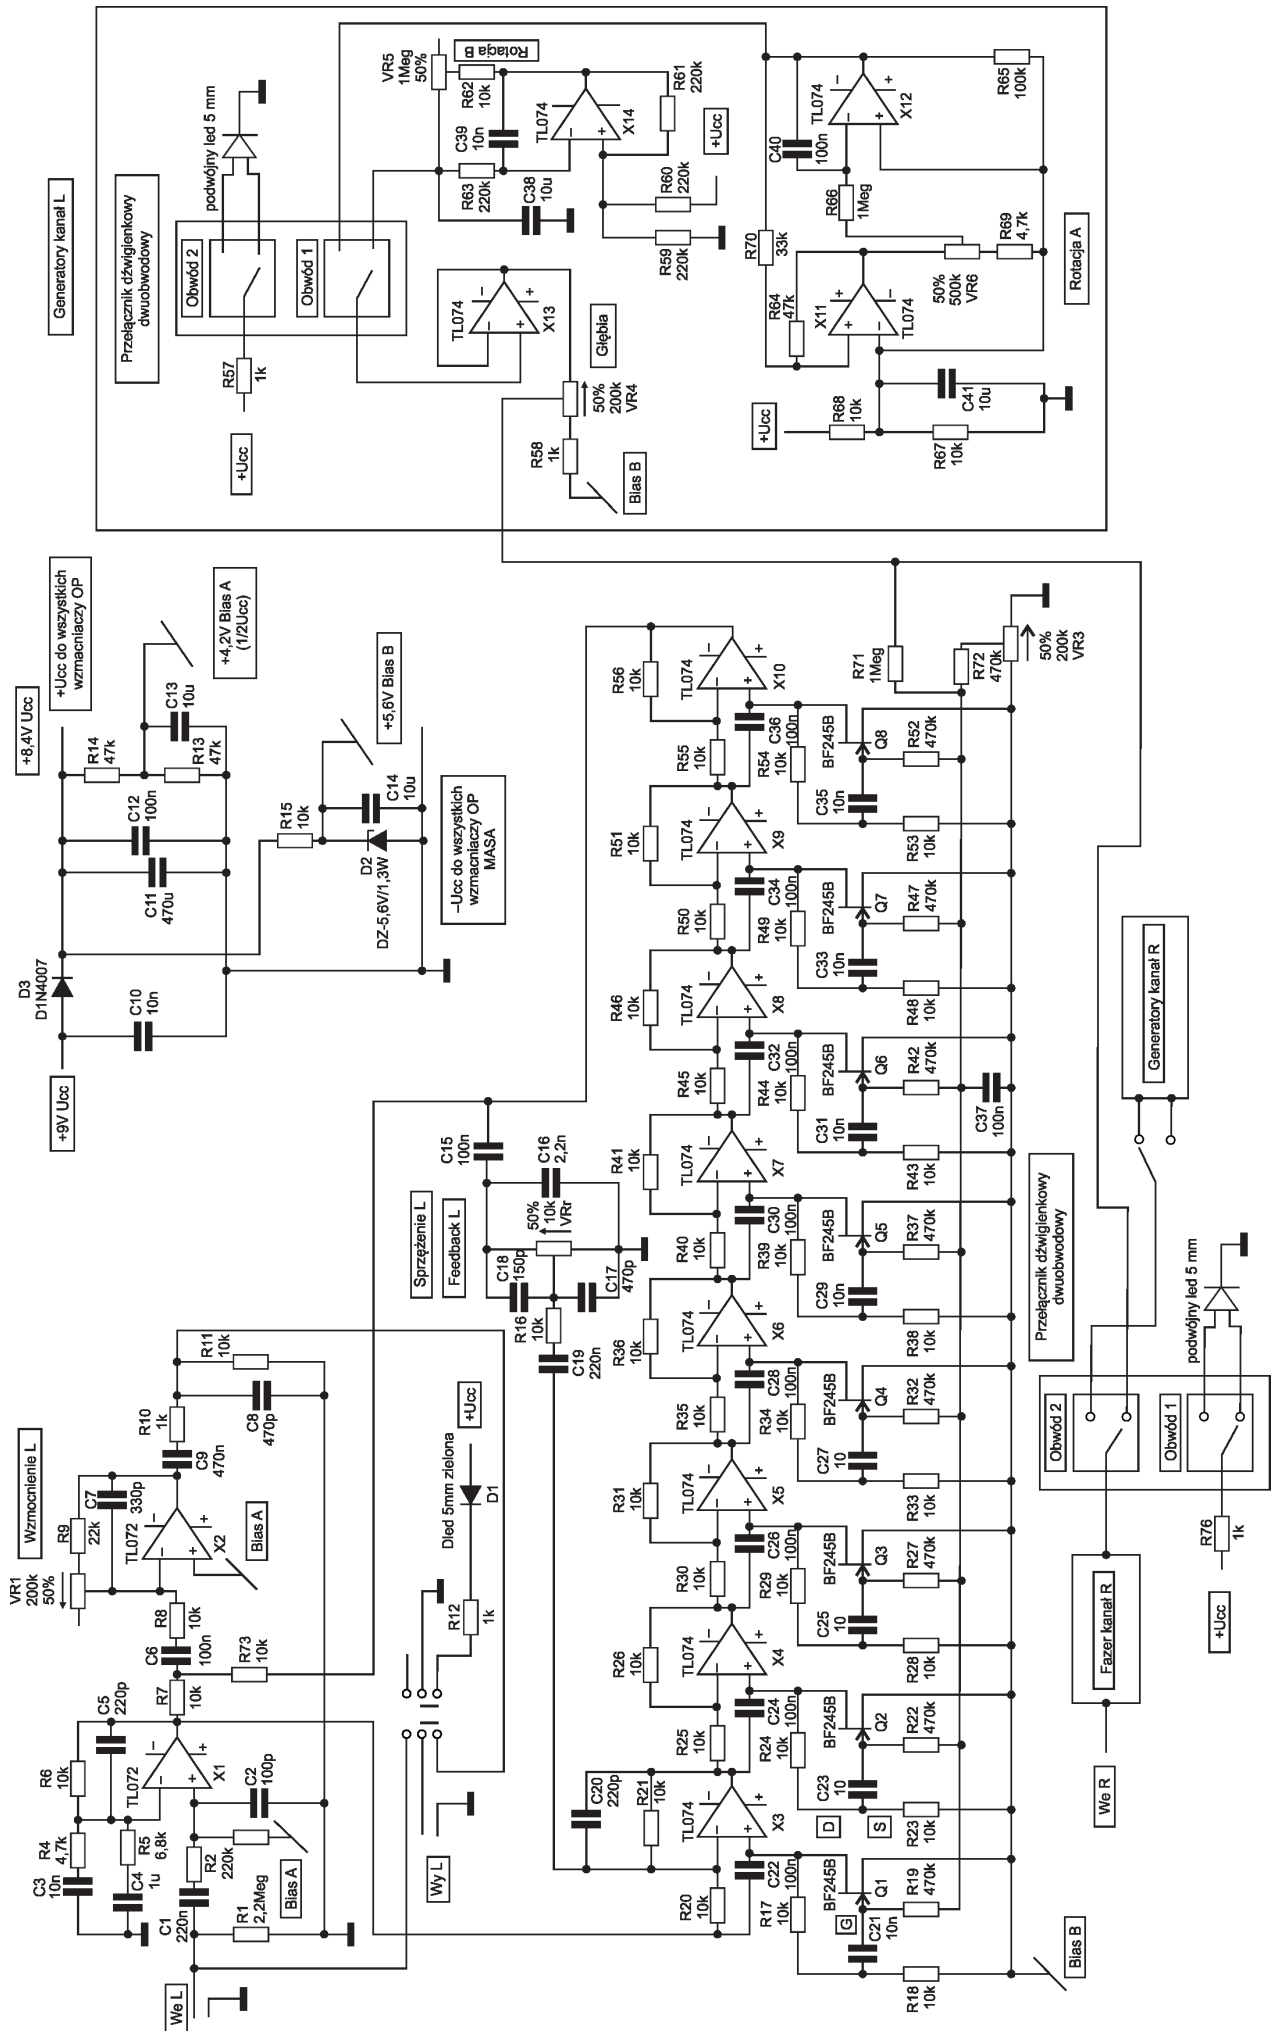 We L
C3
10n
R4
4,7k
R6
10k
C5
220p
C4
1u
R5
6,8k
TL072
X1
C1
220n
R2
220k
C2
100p
R1
2,2Meg
Bias A
R7
10k
C6
100n
R8
10k
R73
10k
VR1
200k
50%
R9
22k
Wzmocnienie L
C7
330p
TL072
X2
Bias A
R10
1k
C9
470n
C8
470p
R11
10k
Wy L
R12
1k
Dled 5mm zielona
D1
+Ucc
Sprzężenie L
Feedback L
C15
100n
C16
2,2n
50%
10k
VRr
C18
150p
C17
470p
R16
10k
C19
220n
+9V Ucc
D3
D1N4007
C10
10n
C11
470u
C12
100n
R14
47k
R13
47k
C13
10u
+8,4V Ucc
+Ucc do wszystkich
wzmacniaczy OP
+4,2V Bias A
(1/2Ucc)
R15
10k
D2
DZ-5,6V/1,3W
C14
10u
+5,6V Bias B
–Ucc do wszystkich
wzmacniaczy OP
MASA
Generatory kanał L
Przełącznik dźwigienkowy
dwuobwodowy
podwójny led 5 mm
Obwód 2
Obwód 1
R57
1k
+Ucc
VR5
1Meg
50%
Rotacja B
R62
10k
C39
10n
R63
220k
C38
10u
TL074
X14
R61
220k
R60
220k
R59
220k
+Ucc
TL074
X13
Głębia
50%
200k
VR4
R58
1k
Bias B
R70
33k
C40
100n
TL074
X12
R65
100k
R66
1Meg
R64
47k
X11
TL074
50%
500k
VR6
R69
4,7k
Rotacja A
+Ucc
R68
10k
R67
10k
C41
10u
C20
220p
R21
10k
TL074
X3
R20
10k
C22
100n
R17
10k
BF245B
Q1
G
D
S
C21
10n
R19
470k
R18
10k
Bias B
R26
10k
TL074
X4
R25
10k
C24
100n
R24
10k
BF245B
Q2
C23
10
R22
470k
R23
10k
R31
10k
TL074
X5
R30
10k
C26
100n
R29
10k
BF245B
Q3
C25
10
R27
470k
R28
10k
R36
10k
TL074
X6
R35
10k
C28
100n
R34
10k
BF245B
Q4
C27
10
R32
470k
R33
10k
R41
10k
TL074
X7
R40
10k
C30
100n
R39
10k
BF245B
Q5
C29
10n
R37
470k
R38
10k
R46
10k
TL074
X8
R45
10k
C32
100n
R44
10k
BF245B
Q6
C31
10n
R42
470k
R43
10k
C37
100n
R51
10k
TL074
X9
R50
10k
C34
100n
R49
10k
BF245B
Q7
C33
10n
R47
470k
R48
10k
R56
10k
TL074
X10
R55
10k
C36
100n
R54
10k
BF245B
Q8
C35
10n
R52
470k
R53
10k
R71
1Meg
R72
470k
50%
200k
VR3
We R
Fazer kanał R
Przełącznik dźwigienkowy
dwuobwodowy
Obwód 2
Obwód 1
podwójny led 5 mm
R76
1k
+Ucc
Generatory kanał R